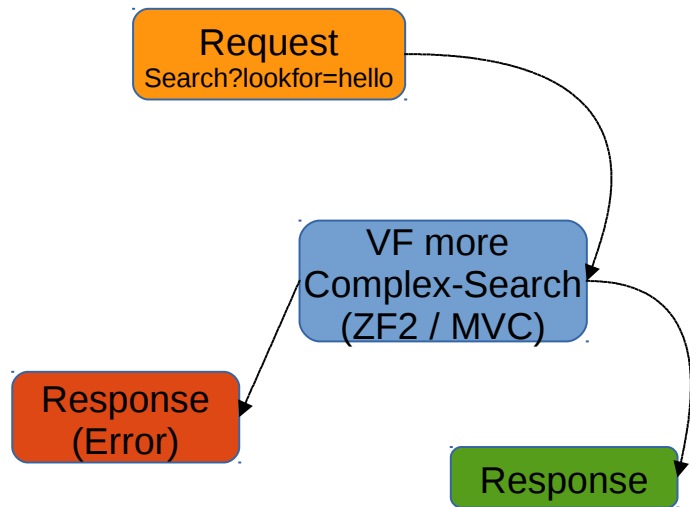 Request
Search?lookfor=hello
VF more
Complex-Search
(ZF2 / MVC)
Response
(Error)
Response